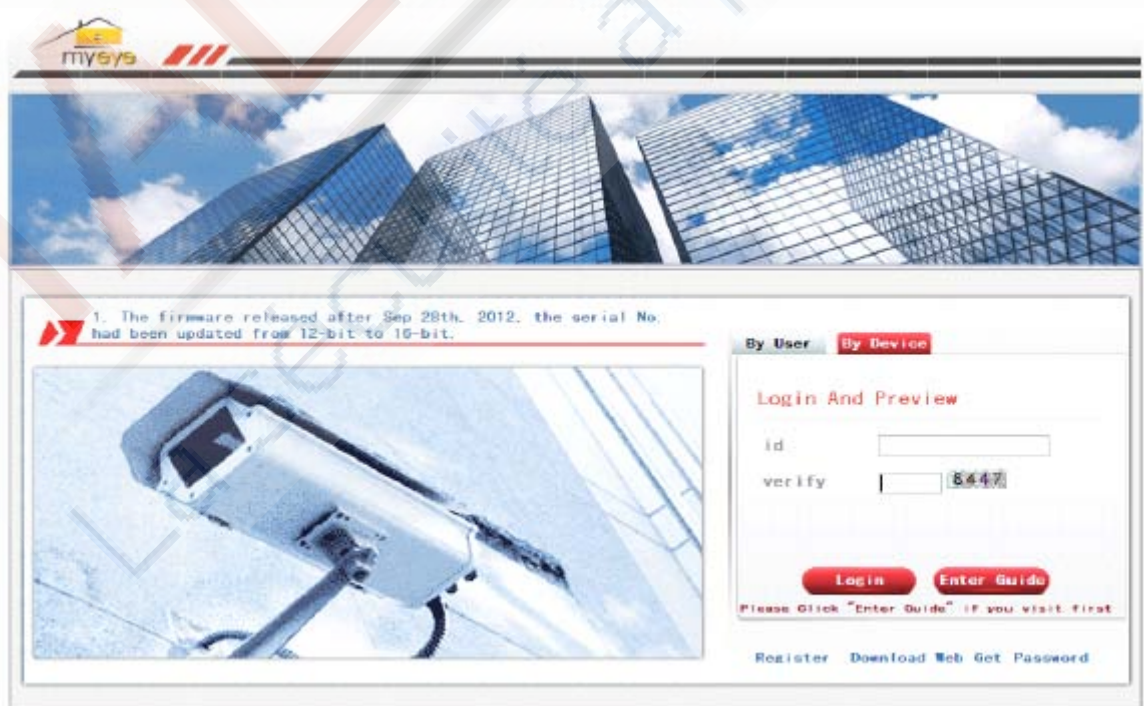 myeye
1. The firmware released after Sep 28th, 2012, the serial No.
had been updated from 12-bit to 16-bit.
By User By Device
Login And Preview
id
verify 8447
Login Enter Guide
Please Click "Enter Guide" if you visit first
Register Download Web Get Password